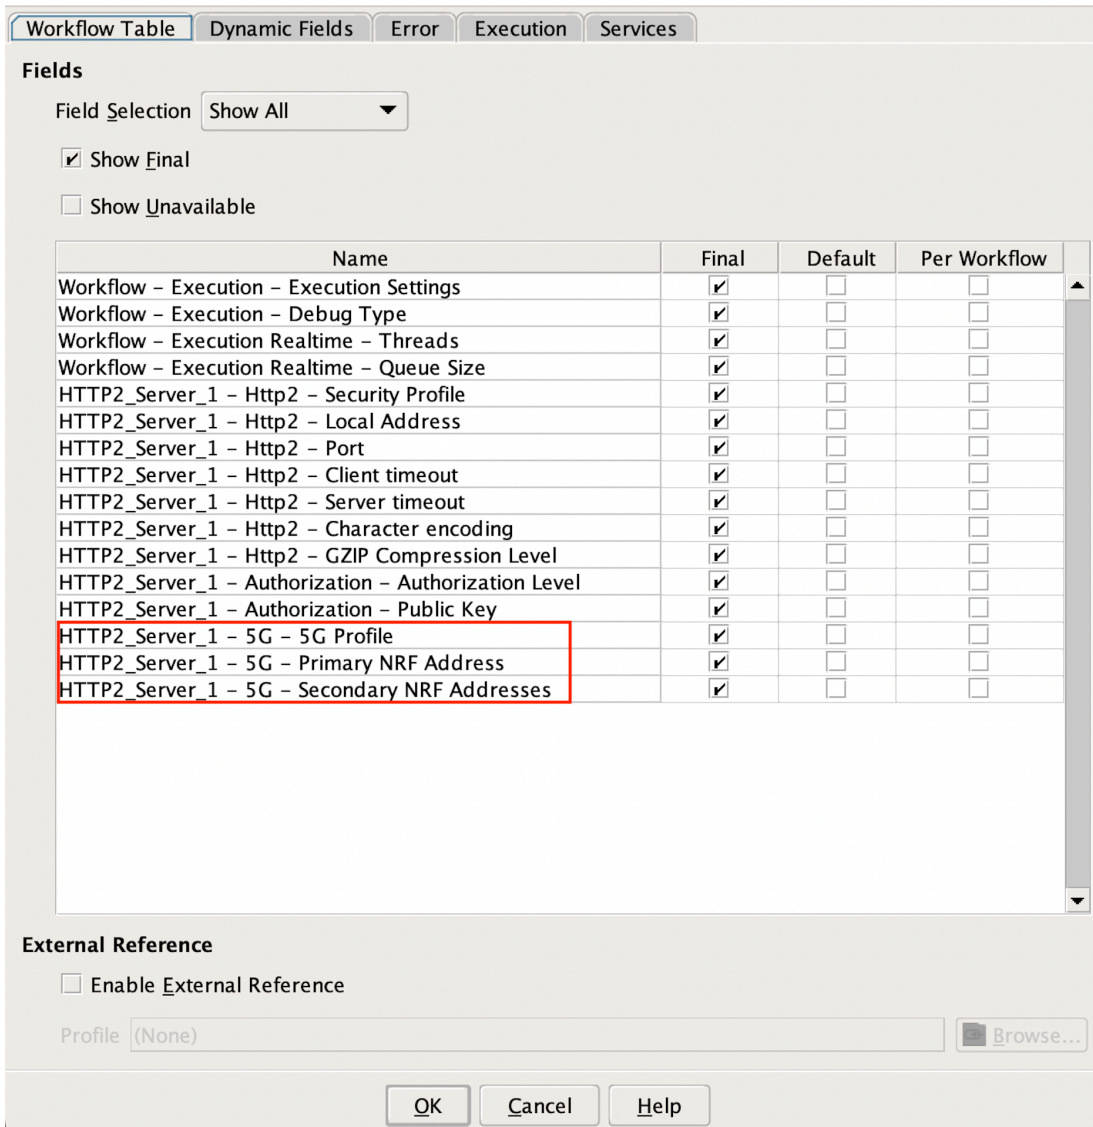 Workflow Table Dynamic Fields Error Execution Services
Fields
Field Selection Show All
Show Final
Show Unavailable
Name Final Default Per Workflow
Workflow – Execution – Execution Settings
Workflow – Execution – Debug Type
Workflow – Execution Realtime – Threads
Workflow – Execution Realtime – Queue Size
HTTP2_Server_1 – Http2 – Security Profile
HTTP2_Server_1 – Http2 – Local Address
HTTP2_Server_1 – Http2 – Port
HTTP2_Server_1 – Http2 – Client timeout
HTTP2_Server_1 – Http2 – Server timeout
HTTP2_Server_1 – Http2 – Character encoding
HTTP2_Server_1 – Http2 – GZIP Compression Level
HTTP2_Server_1 – Authorization – Authorization Level
HTTP2_Server_1 – Authorization – Public Key
HTTP2_Server_1 – 5G – 5G Profile
HTTP2_Server_1 – 5G – Primary NRF Address
HTTP2_Server_1 – 5G – Secondary NRF Addresses
External Reference
Enable External Reference
Profile (None) Browse...
OK Cancel Help